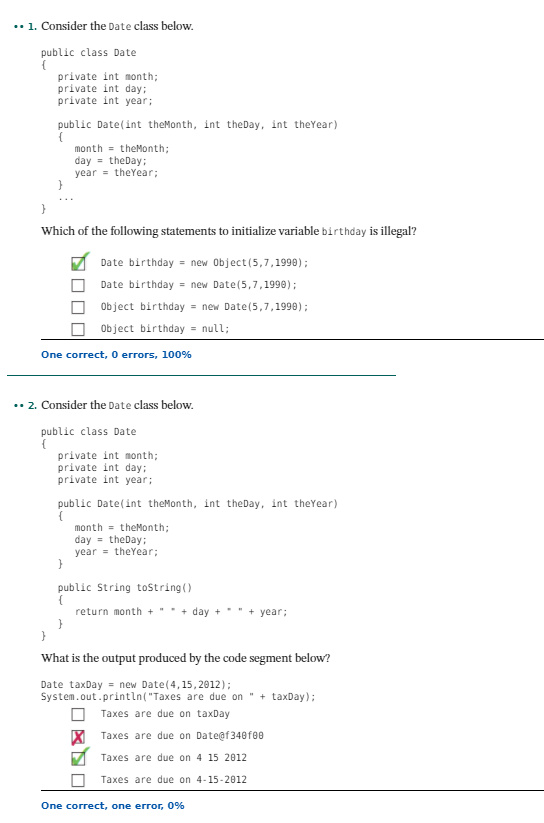 •• 1. Consider the Date class below.
public class Date
{
private int month;
private int day;
private int year;
public Date(int theMonth, int theDay, int theYear)
{
month = theMonth;
day = theDay;
year = theYear;
}
...
}
Which of the following statements to initialize variable birthday is illegal?
Date birthday = new Object(5,7,1990);
Date birthday = new Date(5,7,1990);
Object birthday = new Date(5,7,1990);
Object birthday = null;
One correct, 0 errors, 100%
•• 2. Consider the Date class below.
public class Date
{
private int month;
private int day;
private int year;
public Date(int theMonth, int theDay, int theYear)
{
month = theMonth;
day = theDay;
year = theYear;
}
public String toString()
{
return month + " " + day + " " + year;
}
}
What is the output produced by the code segment below?
Date taxDay = new Date(4,15,2012);
System.out.println("Taxes are due on " + taxDay);
Taxes are due on taxDay
Taxes are due on Date@f340f00
Taxes are due on 4 15 2012
Taxes are due on 4-15-2012
One correct, one error, 0%